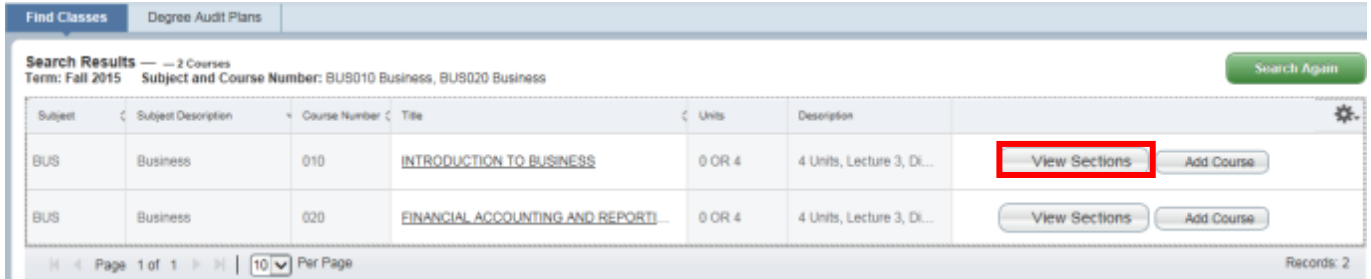 Find Classes Degree Audit Plans
Search Results — — 2 Courses
Term: Fall 2015 Subject and Course Number: BUS010 Business, BUS020 Business
Search Again
Subject Subject Description Course Number Title Units Description
BUS Business 010 INTRODUCTION TO BUSINESS 0 OR 4 4 Units, Lecture 3, Di... View Sections Add Course
BUS Business 020 FINANCIAL ACCOUNTING AND REPORTI... 0 OR 4 4 Units, Lecture 3, Di... View Sections Add Course
Page 1 of 1 10 Per Page Records: 2